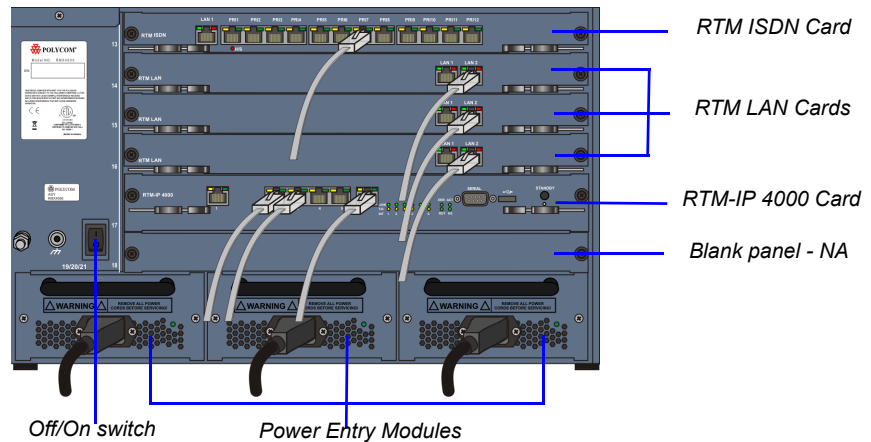 LAN 1 PRI1 PRI2 PRI3 PRI4 PRI5 PRI6 PRI7 PRI8 PRI9 PRI10 PRI11 PRI12
RTM ISDN
13
RTM ISDN Card
POLYCOM
LAN 1 LAN 2
RTM LAN
14
LAN 1 LAN 2
RTM LAN
15
RTM LAN Cards
LAN 1 LAN 2
RTM LAN
16
POLYCOM
RTM-IP 4000
SERIAL
STANDBY
17
RTM-IP 4000 Card
18
19/20/21
Blank panel - NA
WARNING REMOVE ALL POWER
CORDS BEFORE SERVICING!
WARNING REMOVE ALL POWER
CORDS BEFORE SERVICING!
WARNING REMOVE ALL POWER
CORDS BEFORE SERVICING!
Off/On switch
Power Entry Modules